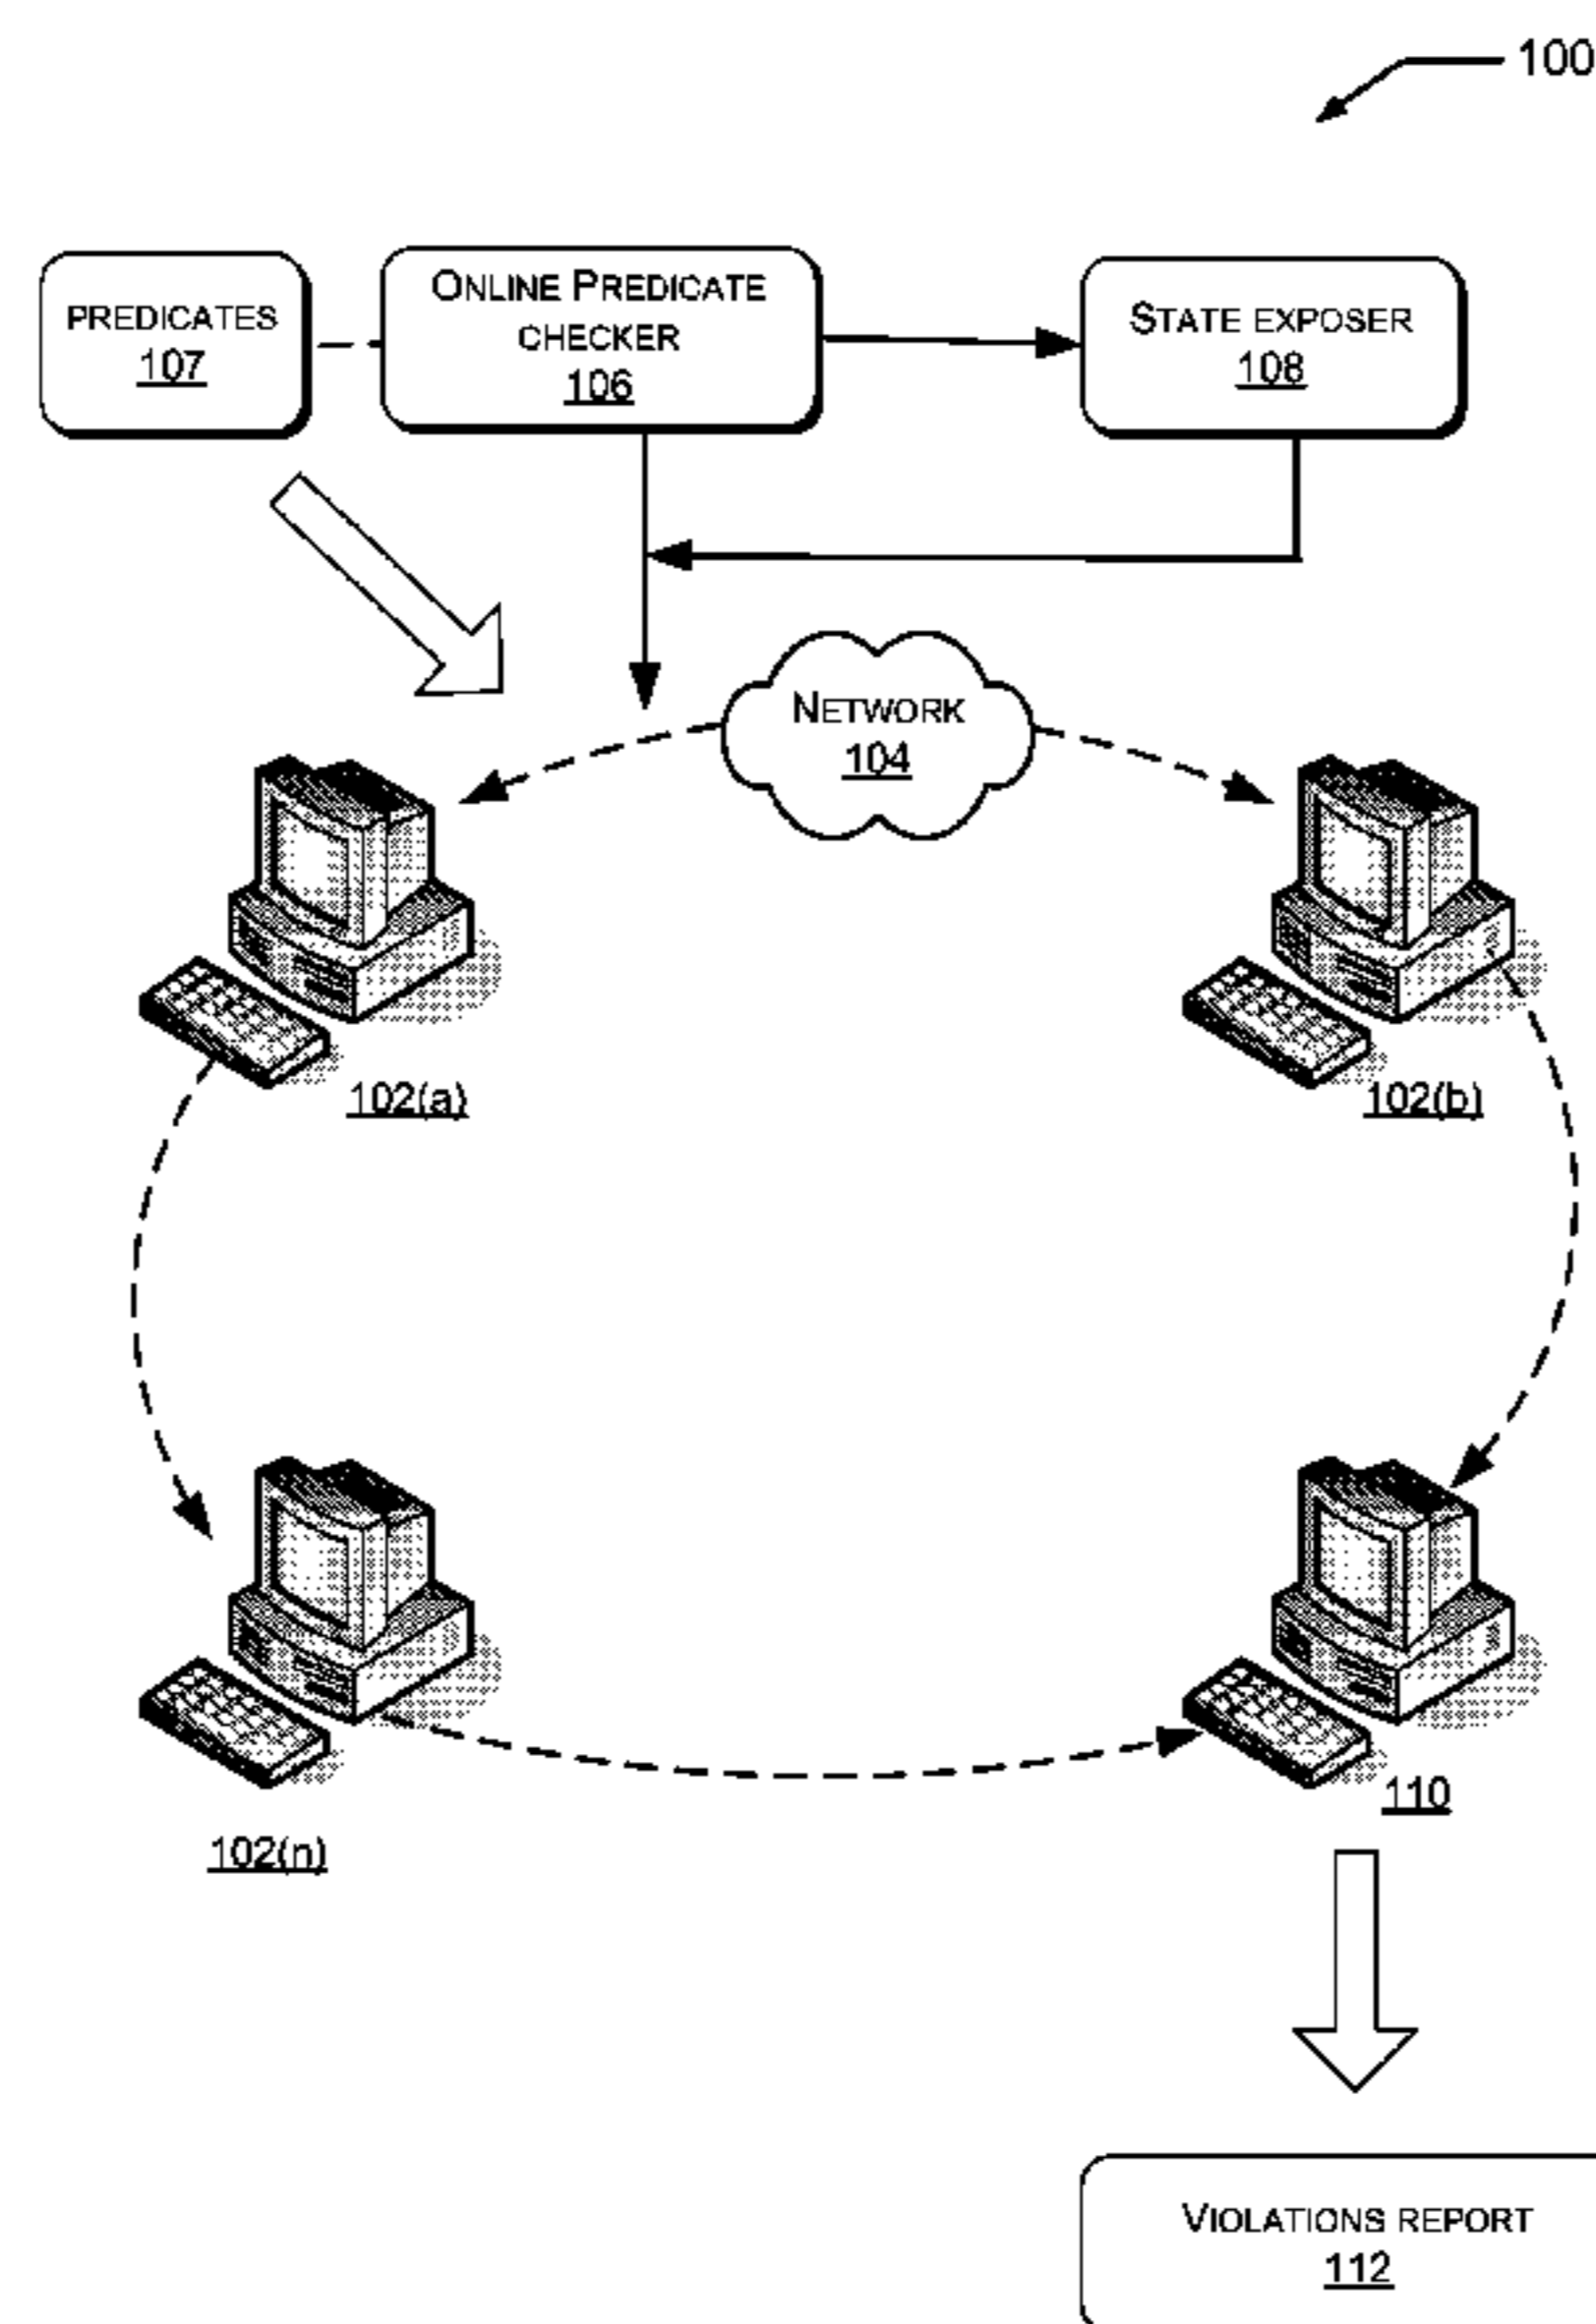 100
PREDICATES
107
ONLINE PREDICATE
CHECKER
106
STATE EXPOSER
108
NETWORK
104
102(a)
102(b)
102(n)
110
VIOLATIONS REPORT
112